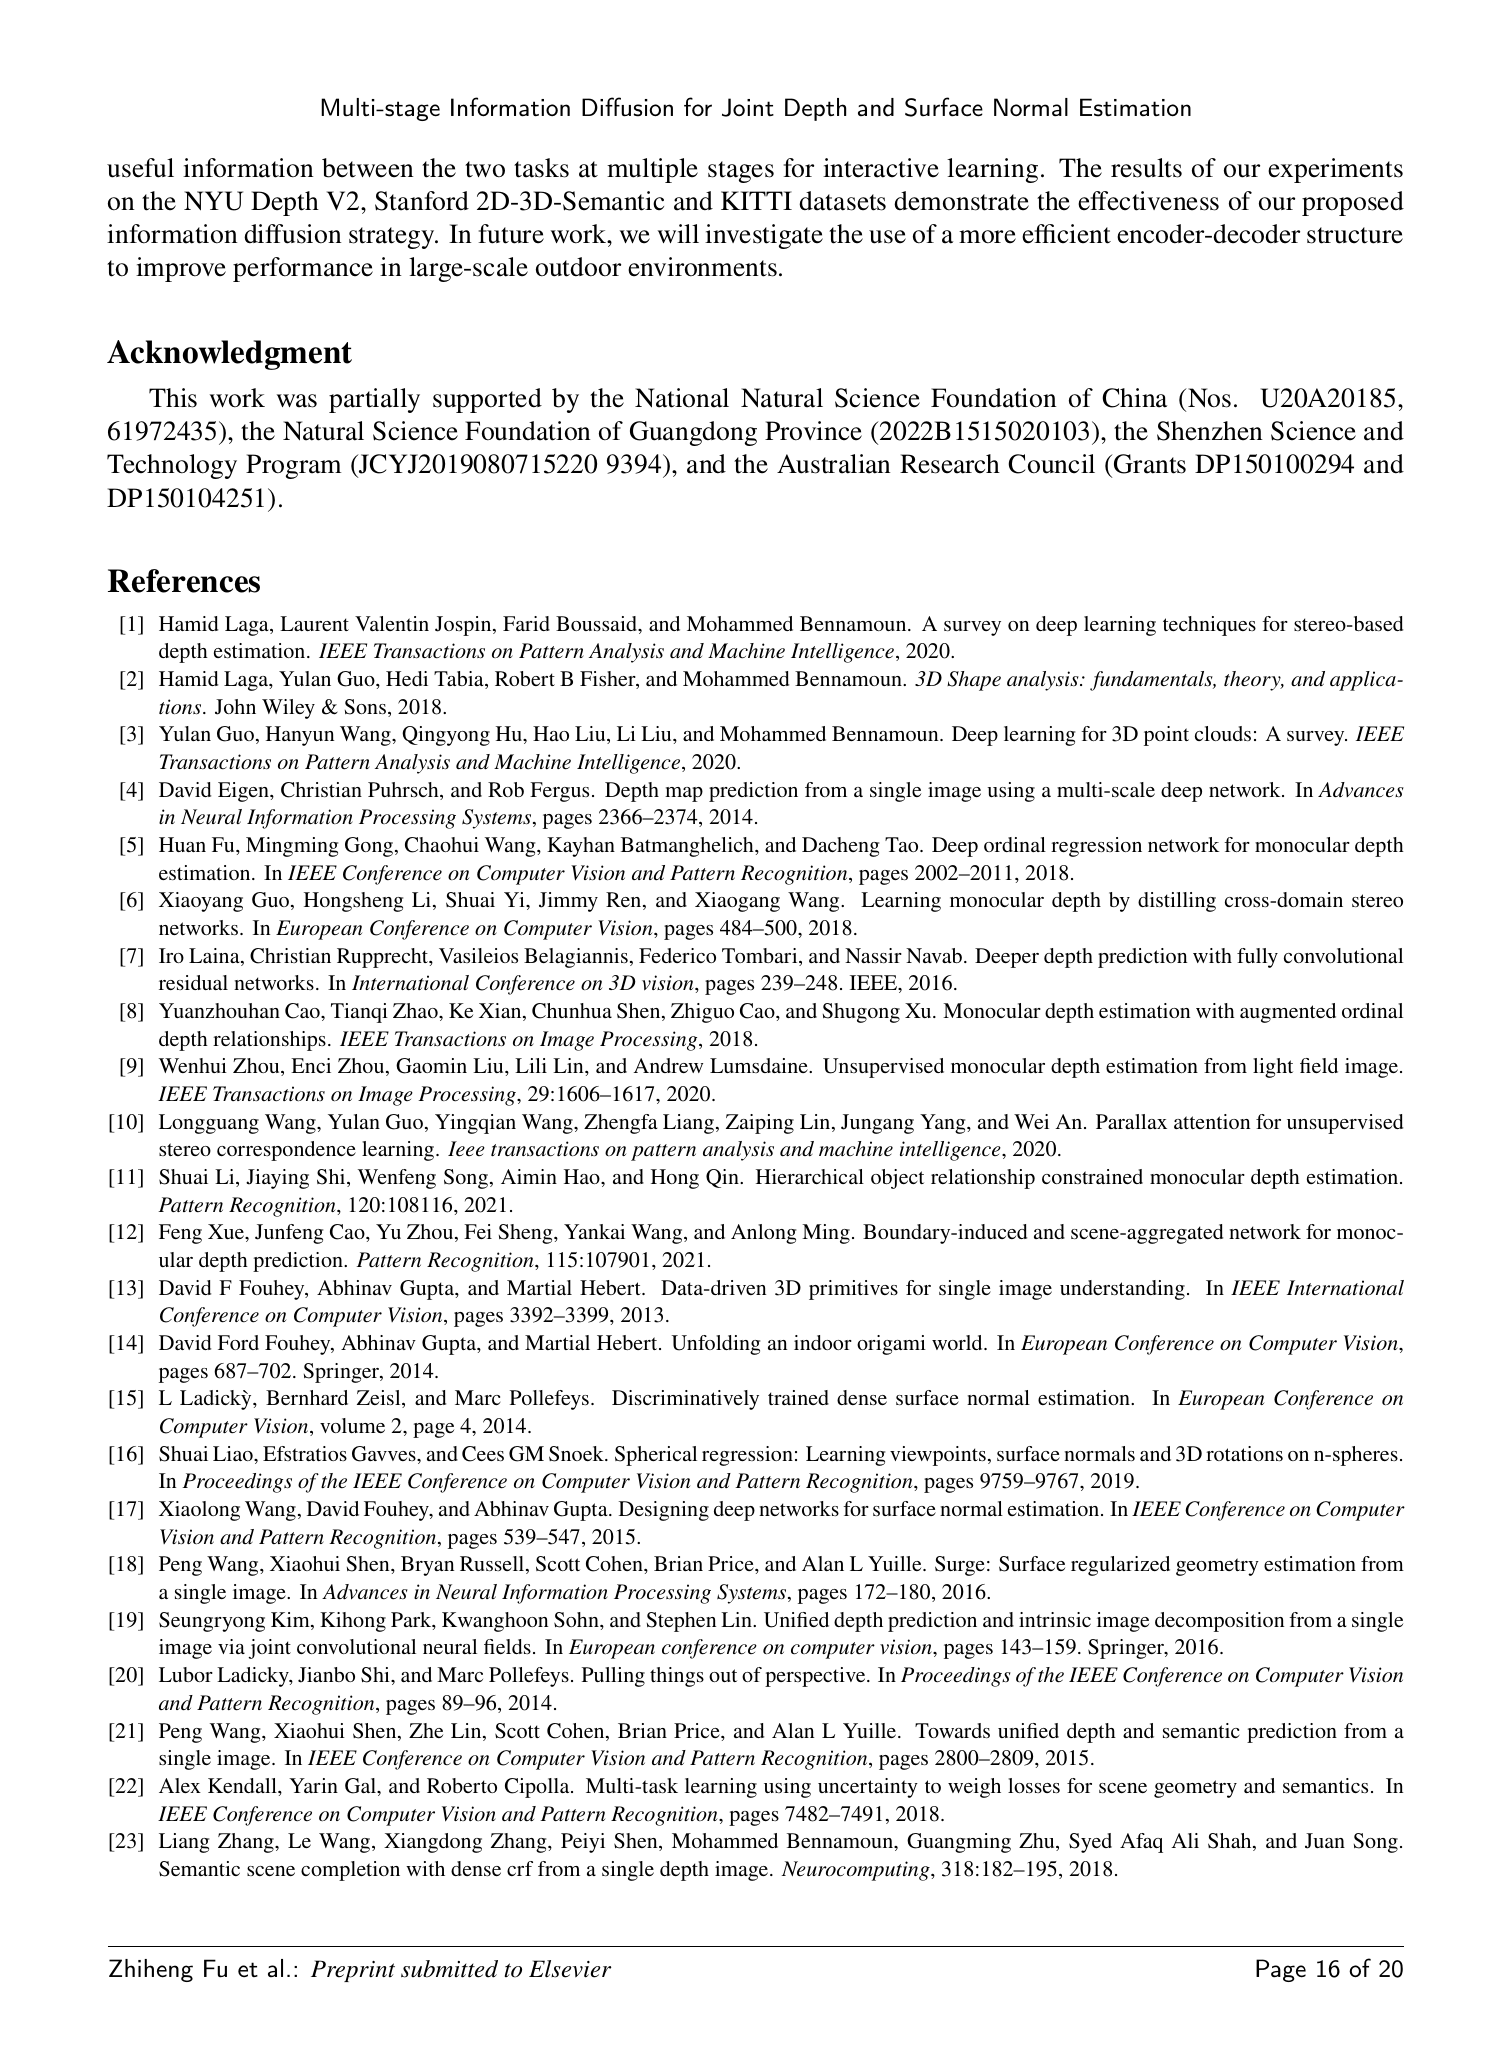 Multi-stage Information Diffusion for Joint Depth and Surface Normal Estimation
useful information between the two tasks at multiple stages for interactive learning. The results of our experiments
on the NYU Depth V2, Stanford 2D-3D-Semantic and KITTI datasets demonstrate the effectiveness of our proposed
information diffusion strategy. In future work, we will investigate the use of a more efficient encoder-decoder structure
to improve performance in large-scale outdoor environments.
Acknowledgment
This work was partially supported by the National Natural Science Foundation of China (Nos. U20A20185,
61972435), the Natural Science Foundation of Guangdong Province (2022B1515020103), the Shenzhen Science and
Technology Program (JCYJ2019080715220 9394), and the Australian Research Council (Grants DP150100294 and
DP150104251).
References
[1] Hamid Laga, Laurent Valentin Jospin, Farid Boussaid, and Mohammed Bennamoun. A survey on deep learning techniques for stereo-based
depth estimation. IEEE Transactions on Pattern Analysis and Machine Intelligence, 2020.
[2] Hamid Laga, Yulan Guo, Hedi Tabia, Robert B Fisher, and Mohammed Bennamoun. 3D Shape analysis: fundamentals, theory, and applica-
tions. John Wiley & Sons, 2018.
[3] Yulan Guo, Hanyun Wang, Qingyong Hu, Hao Liu, Li Liu, and Mohammed Bennamoun. Deep learning for 3D point clouds: A survey. IEEE
Transactions on Pattern Analysis and Machine Intelligence, 2020.
[4] David Eigen, Christian Puhrsch, and Rob Fergus. Depth map prediction from a single image using a multi-scale deep network. In Advances
in Neural Information Processing Systems, pages 2366–2374, 2014.
[5] Huan Fu, Mingming Gong, Chaohui Wang, Kayhan Batmanghelich, and Dacheng Tao. Deep ordinal regression network for monocular depth
estimation. In IEEE Conference on Computer Vision and Pattern Recognition, pages 2002–2011, 2018.
[6] Xiaoyang Guo, Hongsheng Li, Shuai Yi, Jimmy Ren, and Xiaogang Wang. Learning monocular depth by distilling cross-domain stereo
networks. In European Conference on Computer Vision, pages 484–500, 2018.
[7] Iro Laina, Christian Rupprecht, Vasileios Belagiannis, Federico Tombari, and Nassir Navab. Deeper depth prediction with fully convolutional
residual networks. In International Conference on 3D vision, pages 239–248. IEEE, 2016.
[8] Yuanzhouhan Cao, Tianqi Zhao, Ke Xian, Chunhua Shen, Zhiguo Cao, and Shugong Xu. Monocular depth estimation with augmented ordinal
depth relationships. IEEE Transactions on Image Processing, 2018.
[9] Wenhui Zhou, Enci Zhou, Gaomin Liu, Lili Lin, and Andrew Lumsdaine. Unsupervised monocular depth estimation from light field image.
IEEE Transactions on Image Processing, 29:1606–1617, 2020.
[10] Longguang Wang, Yulan Guo, Yingqian Wang, Zhengfa Liang, Zaiping Lin, Jungang Yang, and Wei An. Parallax attention for unsupervised
stereo correspondence learning. Ieee transactions on pattern analysis and machine intelligence, 2020.
[11] Shuai Li, Jiaying Shi, Wenfeng Song, Aimin Hao, and Hong Qin. Hierarchical object relationship constrained monocular depth estimation.
Pattern Recognition, 120:108116, 2021.
[12] Feng Xue, Junfeng Cao, Yu Zhou, Fei Sheng, Yankai Wang, and Anlong Ming. Boundary-induced and scene-aggregated network for monoc-
ular depth prediction. Pattern Recognition, 115:107901, 2021.
[13] David F Fouhey, Abhinav Gupta, and Martial Hebert. Data-driven 3D primitives for single image understanding. In IEEE International
Conference on Computer Vision, pages 3392–3399, 2013.
[14] David Ford Fouhey, Abhinav Gupta, and Martial Hebert. Unfolding an indoor origami world. In European Conference on Computer Vision,
pages 687–702. Springer, 2014.
[15] L Ladickỳ, Bernhard Zeisl, and Marc Pollefeys. Discriminatively trained dense surface normal estimation. In European Conference on
Computer Vision, volume 2, page 4, 2014.
[16] Shuai Liao, Efstratios Gavves, and Cees GM Snoek. Spherical regression: Learning viewpoints, surface normals and 3D rotations on n-spheres.
In Proceedings of the IEEE Conference on Computer Vision and Pattern Recognition, pages 9759–9767, 2019.
[17] Xiaolong Wang, David Fouhey, and Abhinav Gupta. Designing deep networks for surface normal estimation. In IEEE Conference on Computer
Vision and Pattern Recognition, pages 539–547, 2015.
[18] Peng Wang, Xiaohui Shen, Bryan Russell, Scott Cohen, Brian Price, and Alan L Yuille. Surge: Surface regularized geometry estimation from
a single image. In Advances in Neural Information Processing Systems, pages 172–180, 2016.
[19] Seungryong Kim, Kihong Park, Kwanghoon Sohn, and Stephen Lin. Unified depth prediction and intrinsic image decomposition from a single
image via joint convolutional neural fields. In European conference on computer vision, pages 143–159. Springer, 2016.
[20] Lubor Ladicky, Jianbo Shi, and Marc Pollefeys. Pulling things out of perspective. In Proceedings of the IEEE Conference on Computer Vision
and Pattern Recognition, pages 89–96, 2014.
[21] Peng Wang, Xiaohui Shen, Zhe Lin, Scott Cohen, Brian Price, and Alan L Yuille. Towards unified depth and semantic prediction from a
single image. In IEEE Conference on Computer Vision and Pattern Recognition, pages 2800–2809, 2015.
[22] Alex Kendall, Yarin Gal, and Roberto Cipolla. Multi-task learning using uncertainty to weigh losses for scene geometry and semantics. In
IEEE Conference on Computer Vision and Pattern Recognition, pages 7482–7491, 2018.
[23] Liang Zhang, Le Wang, Xiangdong Zhang, Peiyi Shen, Mohammed Bennamoun, Guangming Zhu, Syed Afaq Ali Shah, and Juan Song.
Semantic scene completion with dense crf from a single depth image. Neurocomputing, 318:182–195, 2018.
Zhiheng Fu et al.: Preprint submitted to Elsevier Page 16 of 20